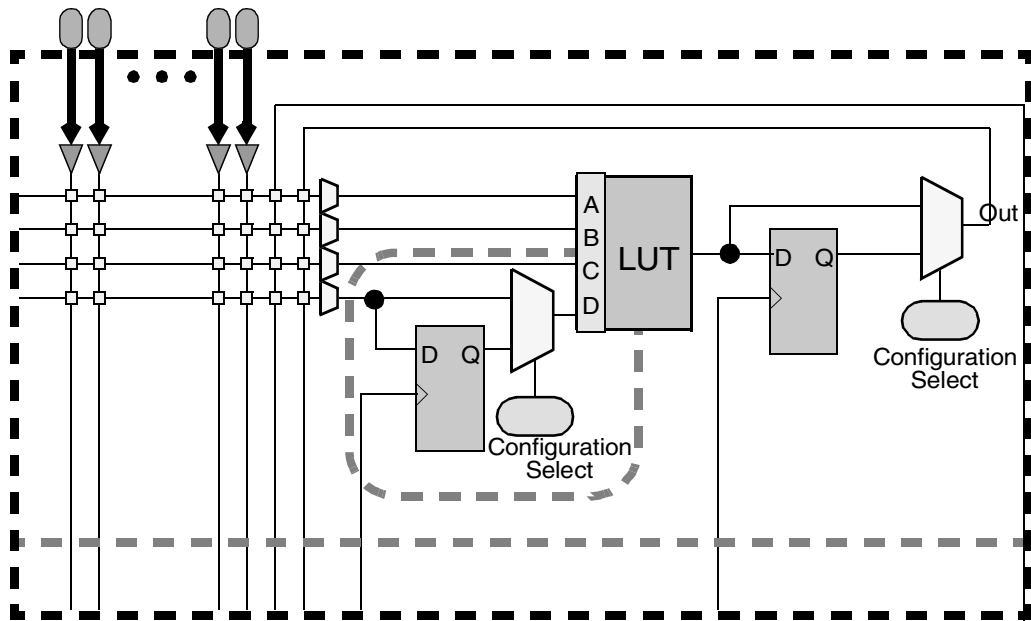 A
B
C
D
LUT
D Q
Out
D Q
Configuration
Select
Configuration
Select